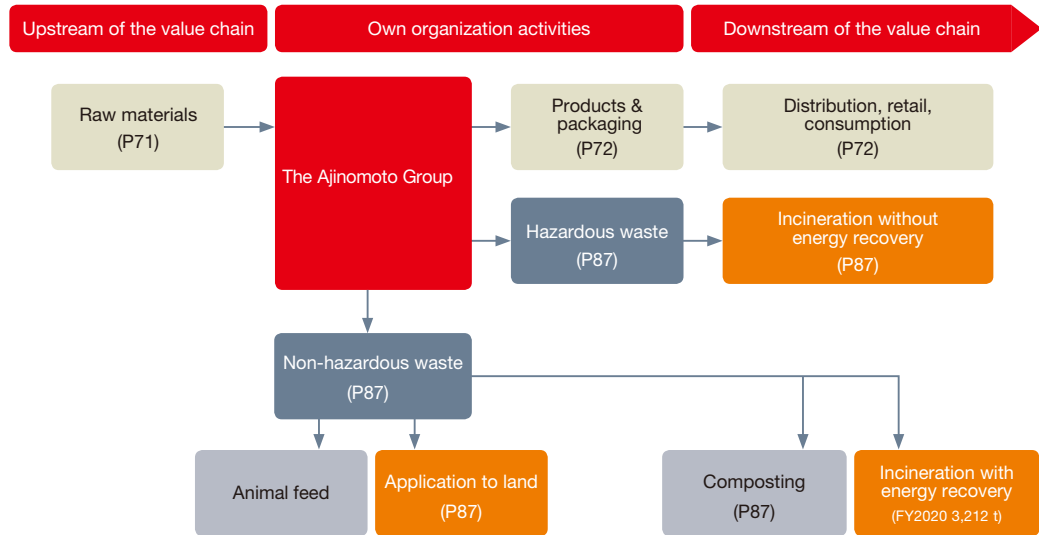 Upstream of the value chain
Own organization activities
Downstream of the value chain
Raw materials
(P71)
The Ajinomoto Group
Products &
packaging
(P72)
Distribution, retail,
consumption
(P72)
Hazardous waste
(P87)
Incineration without
energy recovery
(P87)
Non-hazardous waste
(P87)
Animal feed
Application to land
(P87)
Composting
(P87)
Incineration with
energy recovery
(FY2020 3,212 t)